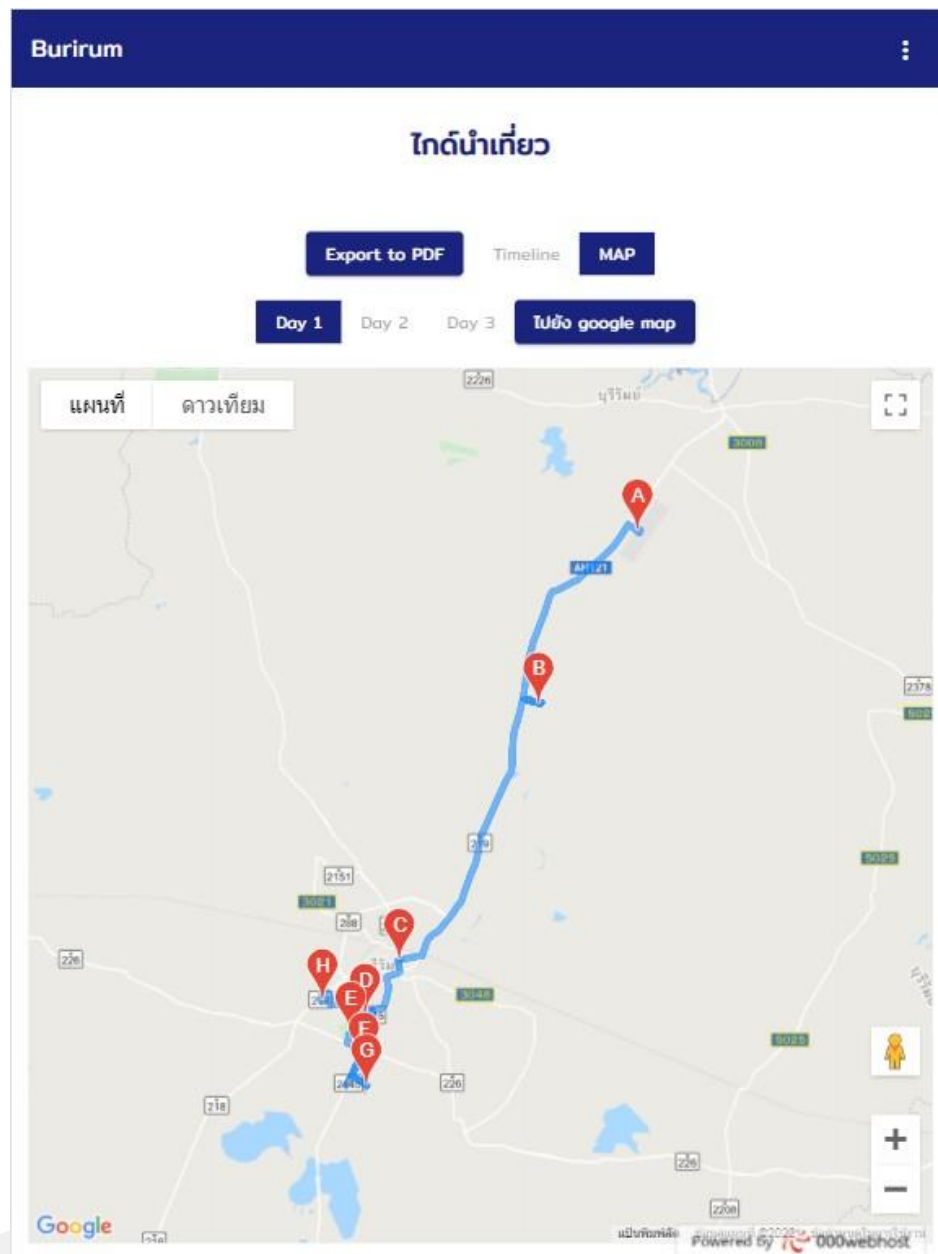 Burirum
ไกด์นำเที่ยว
Export to PDF Timeline MAP
Day 1 Day 2 Day 3 ไปยัง google map
แผนที่ ดาวเทียม
2226
บุรีรัมย์
3008
A
AH121
B
2378
219
5025
2151
3021
288
C
H
D
226
E
3048
F
G
5025
226
218
226
2208
Google
Powered by 000webhost